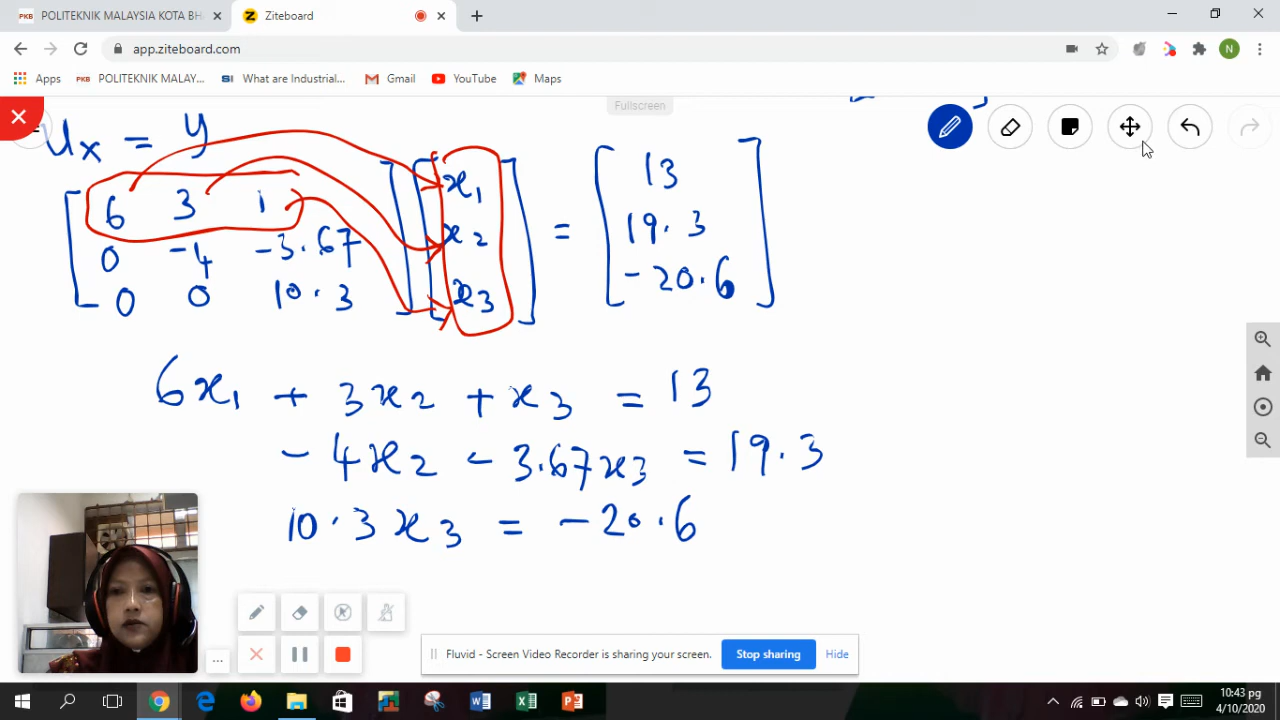 POLITEKNIK MALAYSIA KOTA BH
Ziteboard
app.ziteboard.com
N
Apps
POLITEKNIK MALAY...
What are Industrial...
Gmail
YouTube
Maps
Fullscreen
Ux = y
6 3 1 x1 = 13
0 -4 -3.67 x2 19.3
0 0 10.3 x3 -20.6
6x1 + 3x2 + x3 = 13
- 4x2 - 3.67x3 = 19.3
10.3x3 = -20.6
Fluvid - Screen Video Recorder is sharing your screen.
Stop sharing
Hide
10:43 pg
4/10/2020